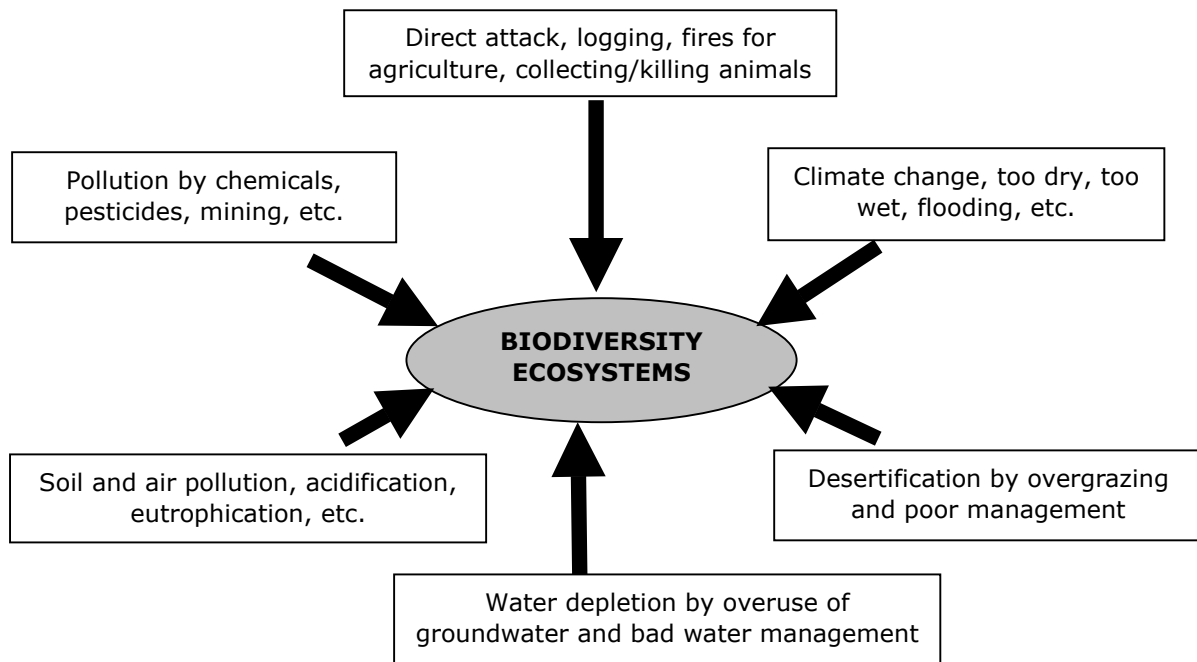 Direct attack, logging, fires for
agriculture, collecting/killing animals
Pollution by chemicals,
pesticides, mining, etc.
Climate change, too dry, too
wet, flooding, etc.
BIODIVERSITY
ECOSYSTEMS
Soil and air pollution, acidification,
eutrophication, etc.
Desertification by overgrazing
and poor management
Water depletion by overuse of
groundwater and bad water management